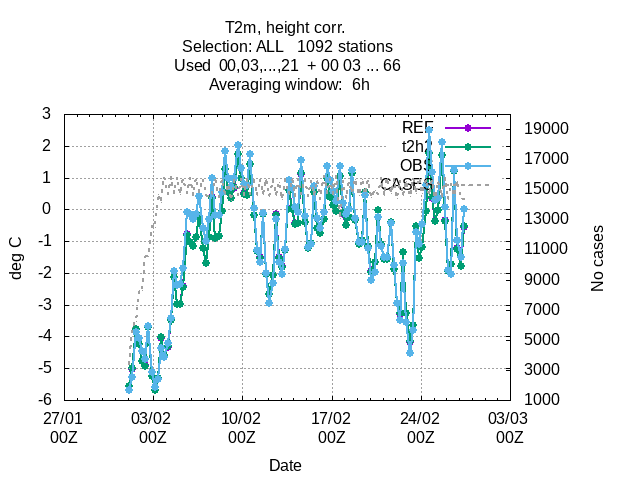 T2m, height corr.
Selection: ALL   1092 stations
Used  00,03,...,21  + 00 03 ... 66
Averaging window:  6h
3
2
1
0
-1
-2
-3
-4
-5
-6
deg C
REF
t2h2
OBS
CASES
19000
17000
15000
13000
11000
9000
7000
5000
3000
1000
No cases
27/01 03/02 10/02 17/02 24/02 03/03
00Z 00Z 00Z 00Z 00Z 00Z
Date